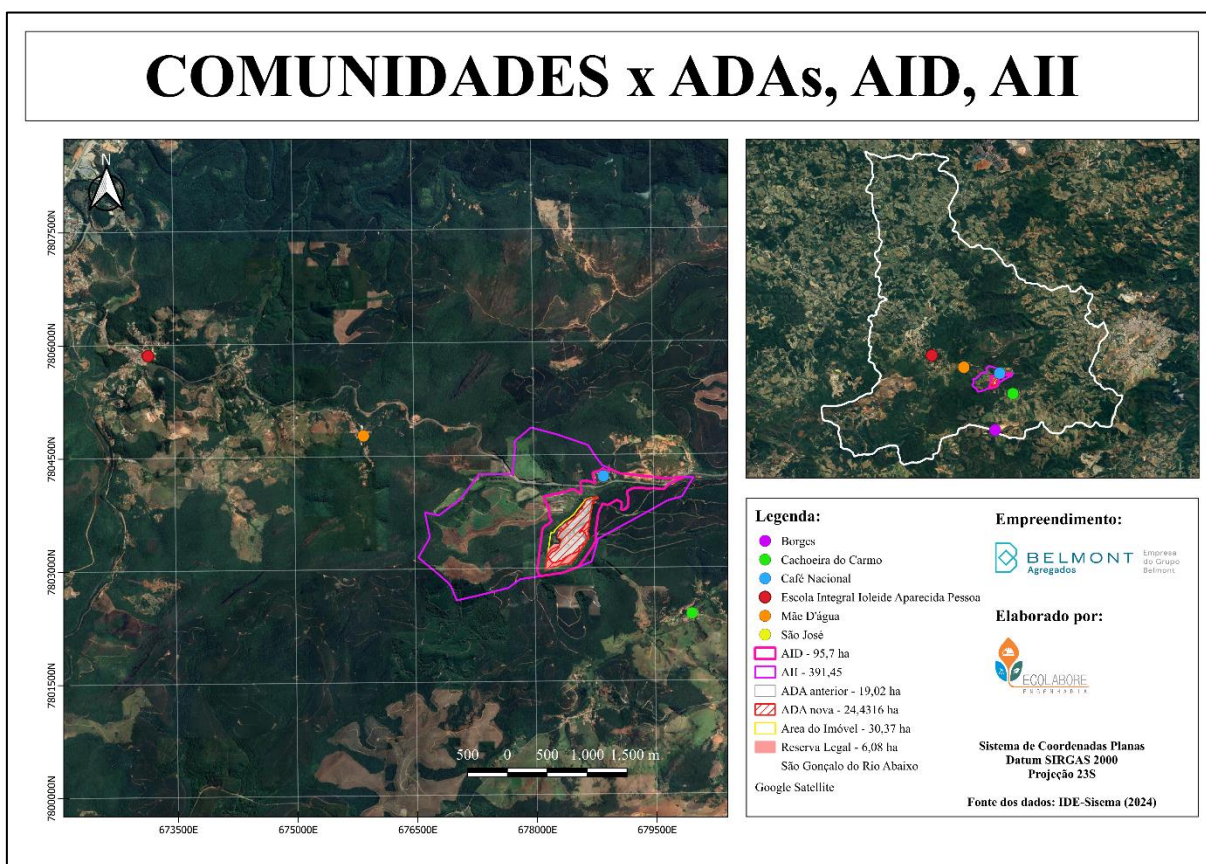 COMUNIDADES x ADAs, AID, AII
N
7807500N
7806000N
7804500N
7803000N
7801500N
7800000N
500 0 500 1.000 1.500 m
673500E 675000E 676500E 678000E 679500E
Legenda:
Borges
Cachoeira do Carmo
Café Nacional
Escola Integral Ioleide Aparecida Pessoa
Mãe D'água
São José
AID - 95,7 ha
AII - 391,45
ADA anterior - 19,02 ha
ADA nova - 24,4316 ha
Area do Imóvel - 30,37 ha
Reserva Legal - 6,08 ha
São Gonçalo do Rio Abaixo
Google Satellite
Empreendimento:
BELMONT
Agregados
Empresa
do Grupo
Belmont
Elaborado por:
ECOLABORE
ENGENHARIA
Sistema de Coordenadas Planas
Datum SIRGAS 2000
Projeção 23S
Fonte dos dados: IDE-Sisema (2024)